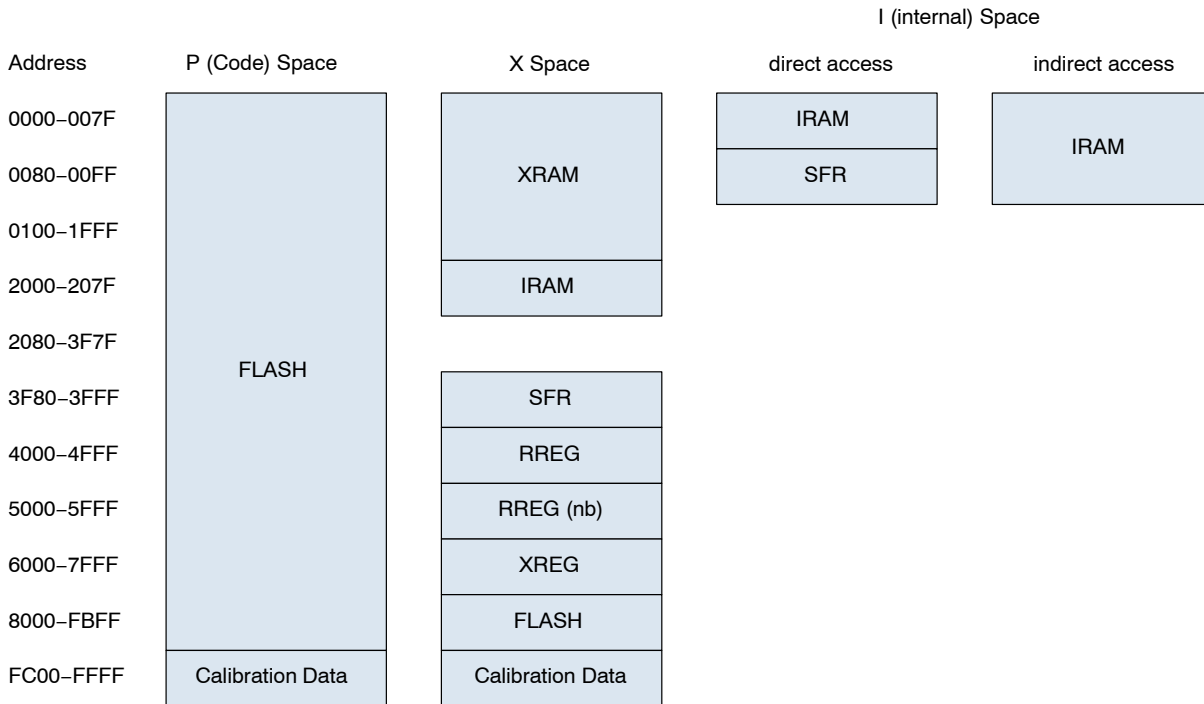 I (internal) Space
Address P (Code) Space X Space direct access indirect access
0000–007F IRAM
IRAM
0080–00FF XRAM SFR
0100–1FFF
2000–207F IRAM
2080–3F7F
FLASH
3F80–3FFF SFR
4000–4FFF RREG
5000–5FFF RREG (nb)
6000–7FFF XREG
8000–FBFF FLASH
FC00–FFFF Calibration Data Calibration Data